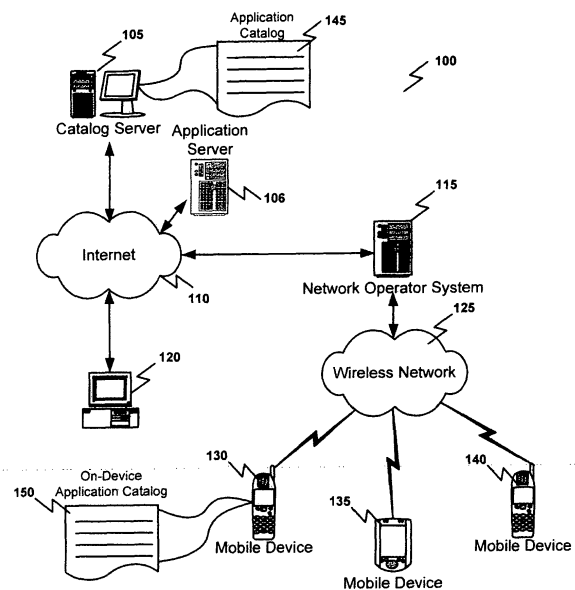 Application
Catalog
145
105
100
Catalog Server
Application
Server
106
115
Internet
110
Network Operator System
125
120
Wireless Network
130
140
On-Device
Application Catalog
150
135
Mobile Device
Mobile Device
Mobile Device